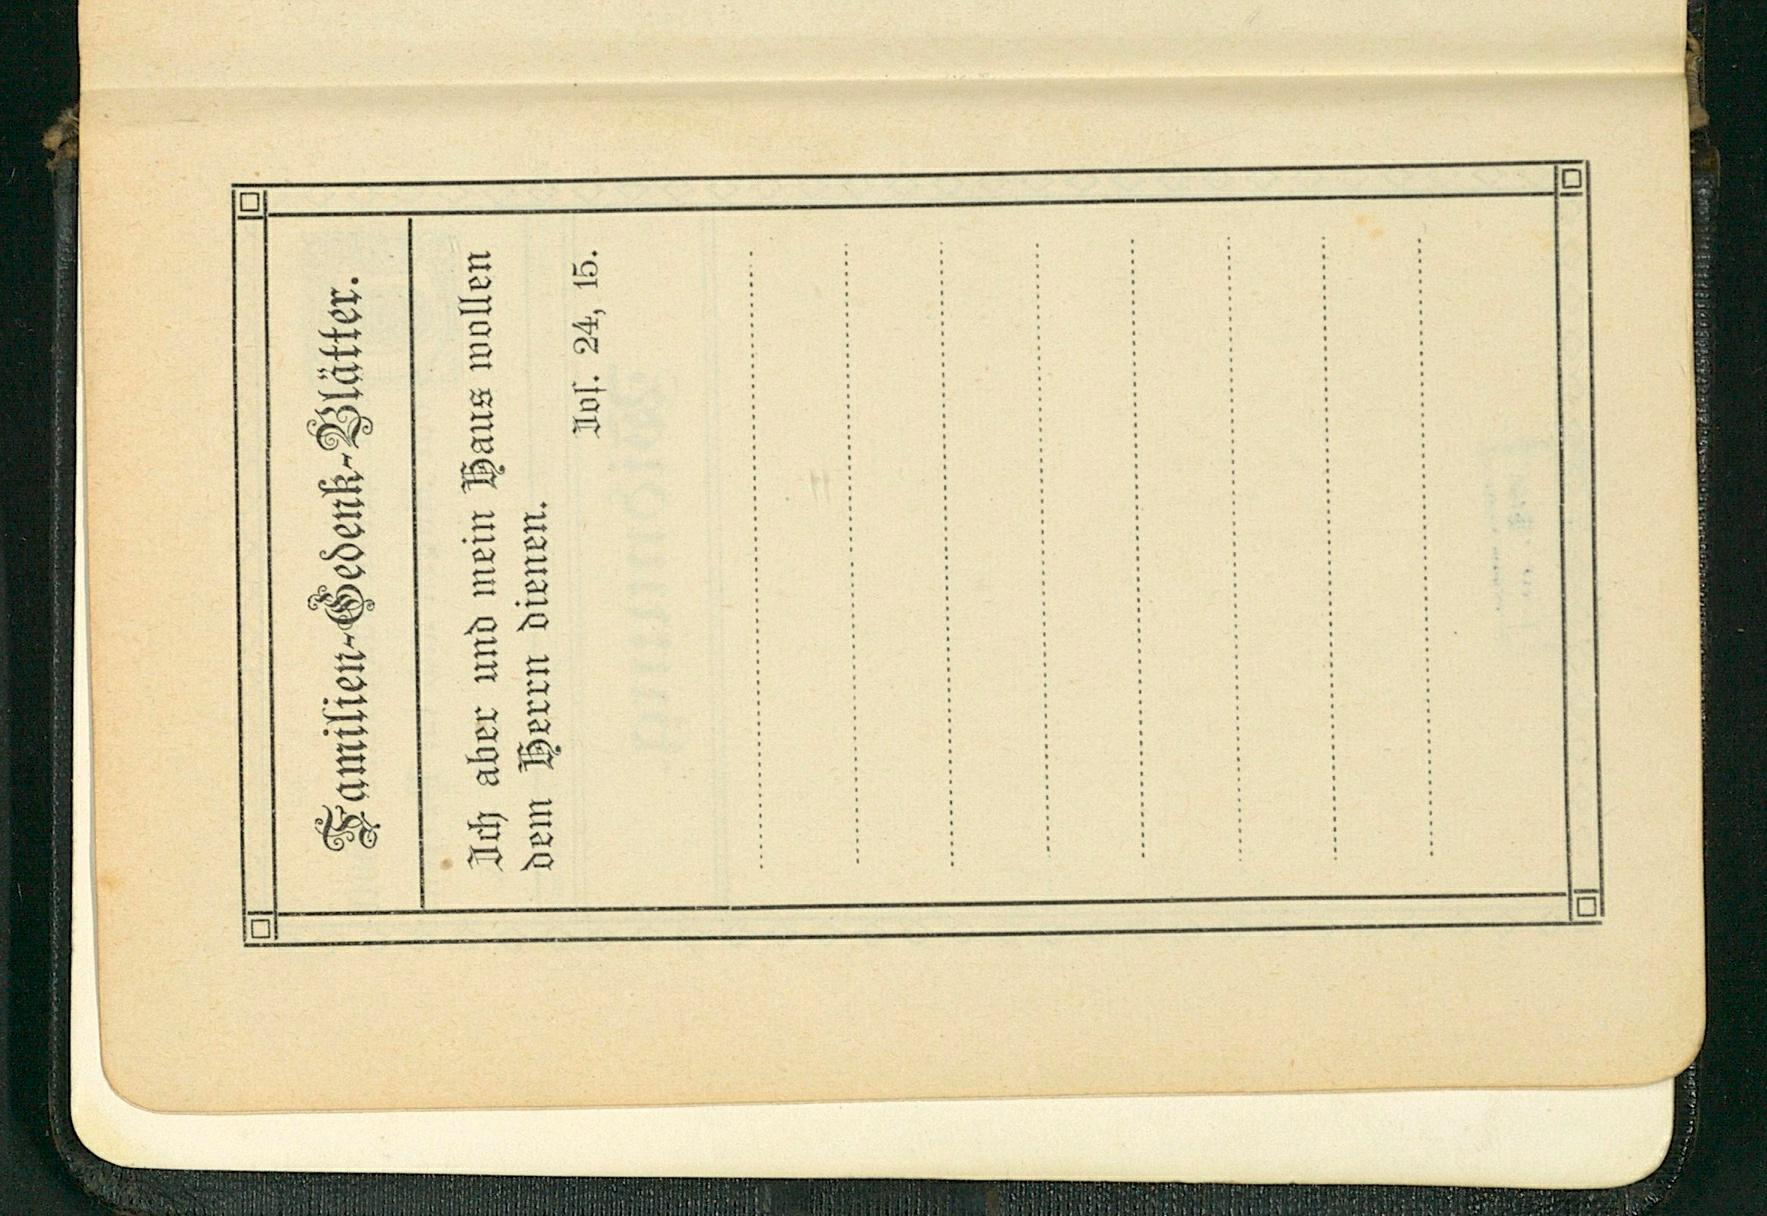 Familien-Gedenk-Blätter.
Ich aber und mein Haus wollen
dem Herrn dienen.
Jos. 24, 15.